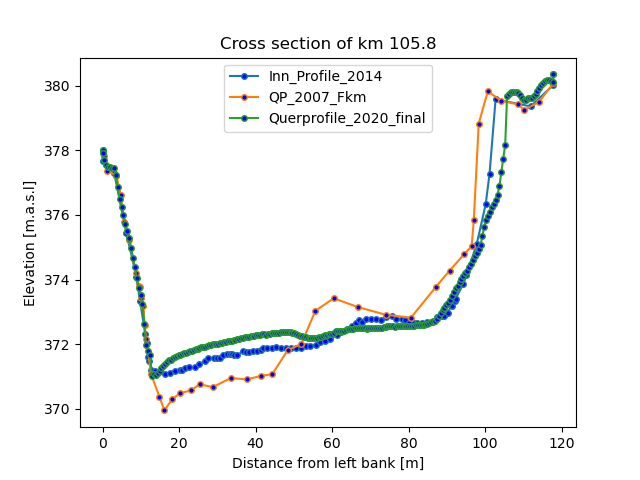 Cross section of km 105.8
Inn_Profile_2014
QP_2007_Fkm
Querprofile_2020_final
Elevation [m.a.s.l]
380
378
376
374
372
370
0 20 40 60 80 100 120
Distance from left bank [m]